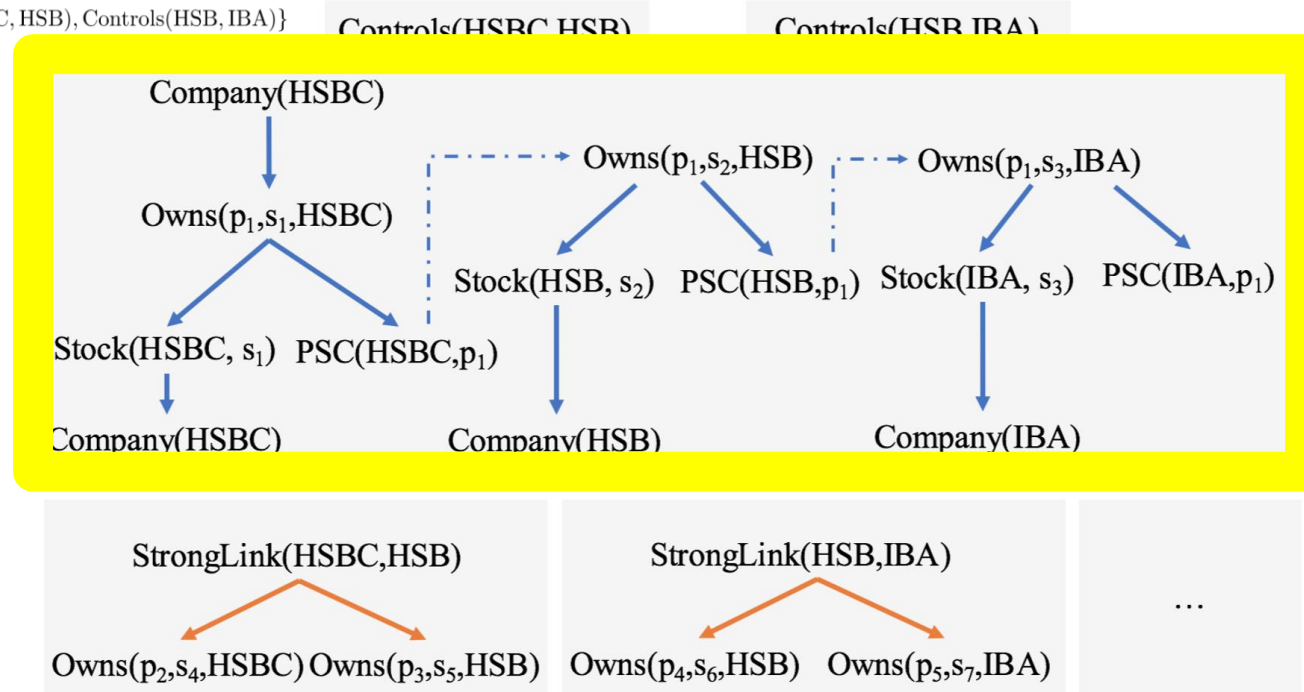 C, HSB), Controls(HSB, IBA)}
Controls(HSBC,HSB)
Controls(HSB,IBA)
Company(HSBC)
Owns(p₁,s₂,HSB)
Owns(p₁,s₃,IBA)
Owns(p₁,s₁,HSBC)
Stock(HSB, s₂)
PSC(HSB,p₁)
Stock(IBA, s₃)
PSC(IBA,p₁)
Stock(HSBC, s₁)
PSC(HSBC,p₁)
Company(HSBC)
Company(HSB)
Company(IBA)
StrongLink(HSBC,HSB)
StrongLink(HSB,IBA)
...
Owns(p₂,s₄,HSBC)
Owns(p₃,s₅,HSB)
Owns(p₄,s₆,HSB)
Owns(p₅,s₇,IBA)